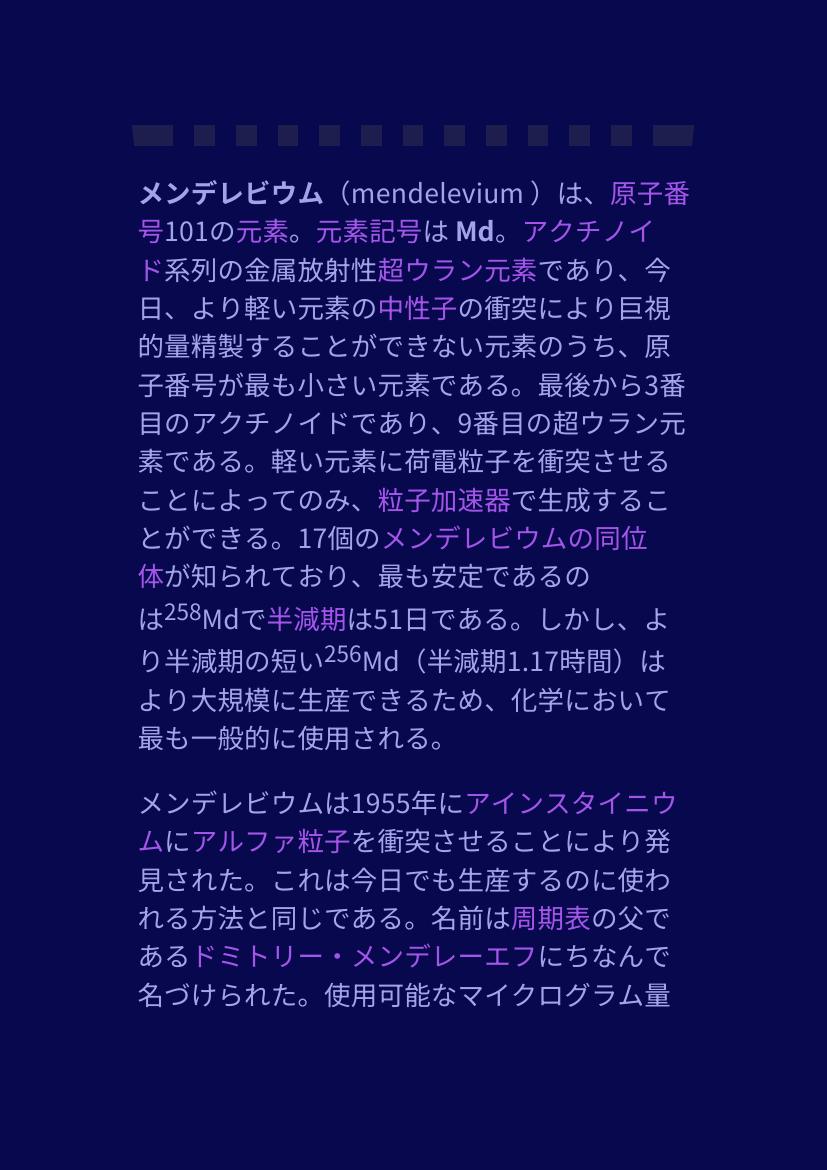 メンデレビウム（mendelevium ）は、原子番
号101の元素。元素記号は Md。アクチノイ
ド系列の金属放射性超ウラン元素であり、今
日、より軽い元素の中性子の衝突により巨視
的量精製することができない元素のうち、原
子番号が最も小さい元素である。最後から3番
目のアクチノイドであり、9番目の超ウラン元
素である。軽い元素に荷電粒子を衝突させる
ことによってのみ、粒子加速器で生成するこ
とができる。17個のメンデレビウムの同位
体が知られており、最も安定であるの
は²⁵⁸Mdで半減期は51日である。しかし、よ
り半減期の短い²⁵⁶Md（半減期1.17時間）は
より大規模に生産できるため、化学において
最も一般的に使用される。
メンデレビウムは1955年にアインスタイニウ
ムにアルファ粒子を衝突させることにより発
見された。これは今日でも生産するのに使わ
れる方法と同じである。名前は周期表の父で
あるドミトリー・メンデレーエフにちなんで
名づけられた。使用可能なマイクログラム量